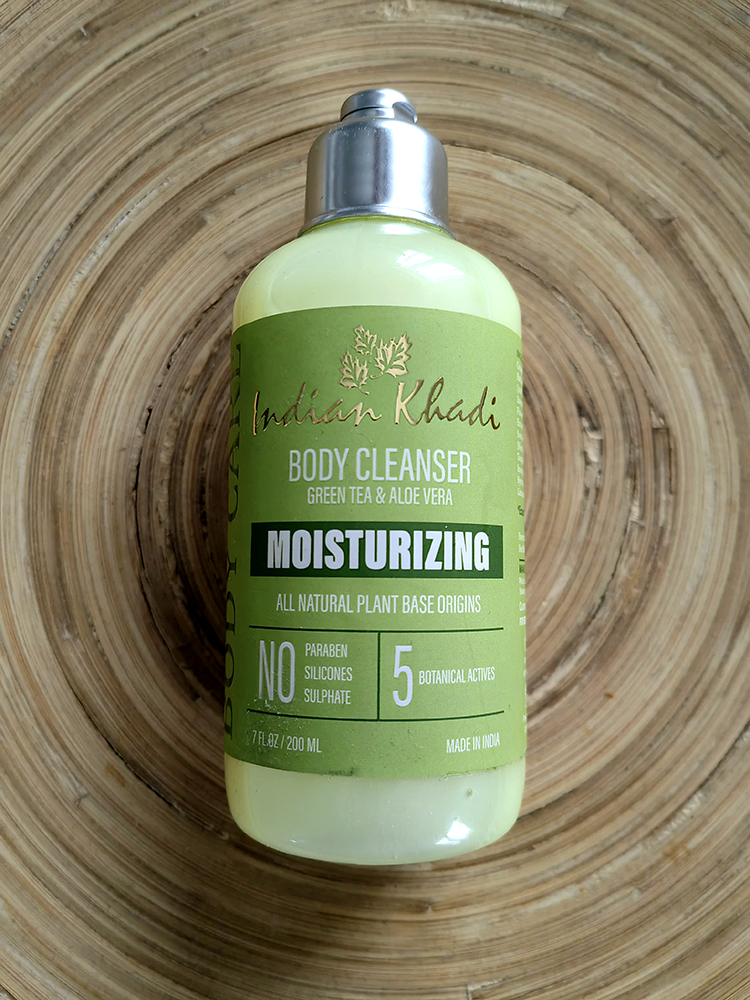 Indian Khadi
BODY CLEANSER
GREEN TEA & ALOE VERA
MOISTURIZING
ALL NATURAL PLANT BASE ORIGINS
NO
PARABEN
SILICONES
SULPHATE
5
BOTANICAL ACTIVES
7 FL.OZ / 200 ML
MADE IN INDIA
BODY CARE